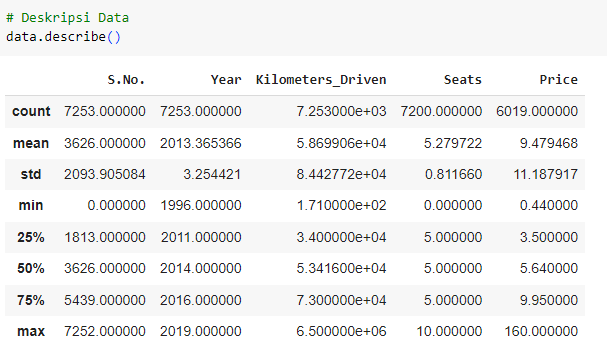 # Deskripsi Data
data.describe()
S.No. Year Kilometers_Driven Seats Price
count 7253.000000 7253.000000 7.253000e+03 7200.000000 6019.000000
mean 3626.000000 2013.365366 5.869906e+04 5.279722 9.479468
std 2093.905084 3.254421 8.442772e+04 0.811660 11.187917
min 0.000000 1996.000000 1.710000e+02 0.000000 0.440000
25% 1813.000000 2011.000000 3.400000e+04 5.000000 3.500000
50% 3626.000000 2014.000000 5.341600e+04 5.000000 5.640000
75% 5439.000000 2016.000000 7.300000e+04 5.000000 9.950000
max 7252.000000 2019.000000 6.500000e+06 10.000000 160.000000